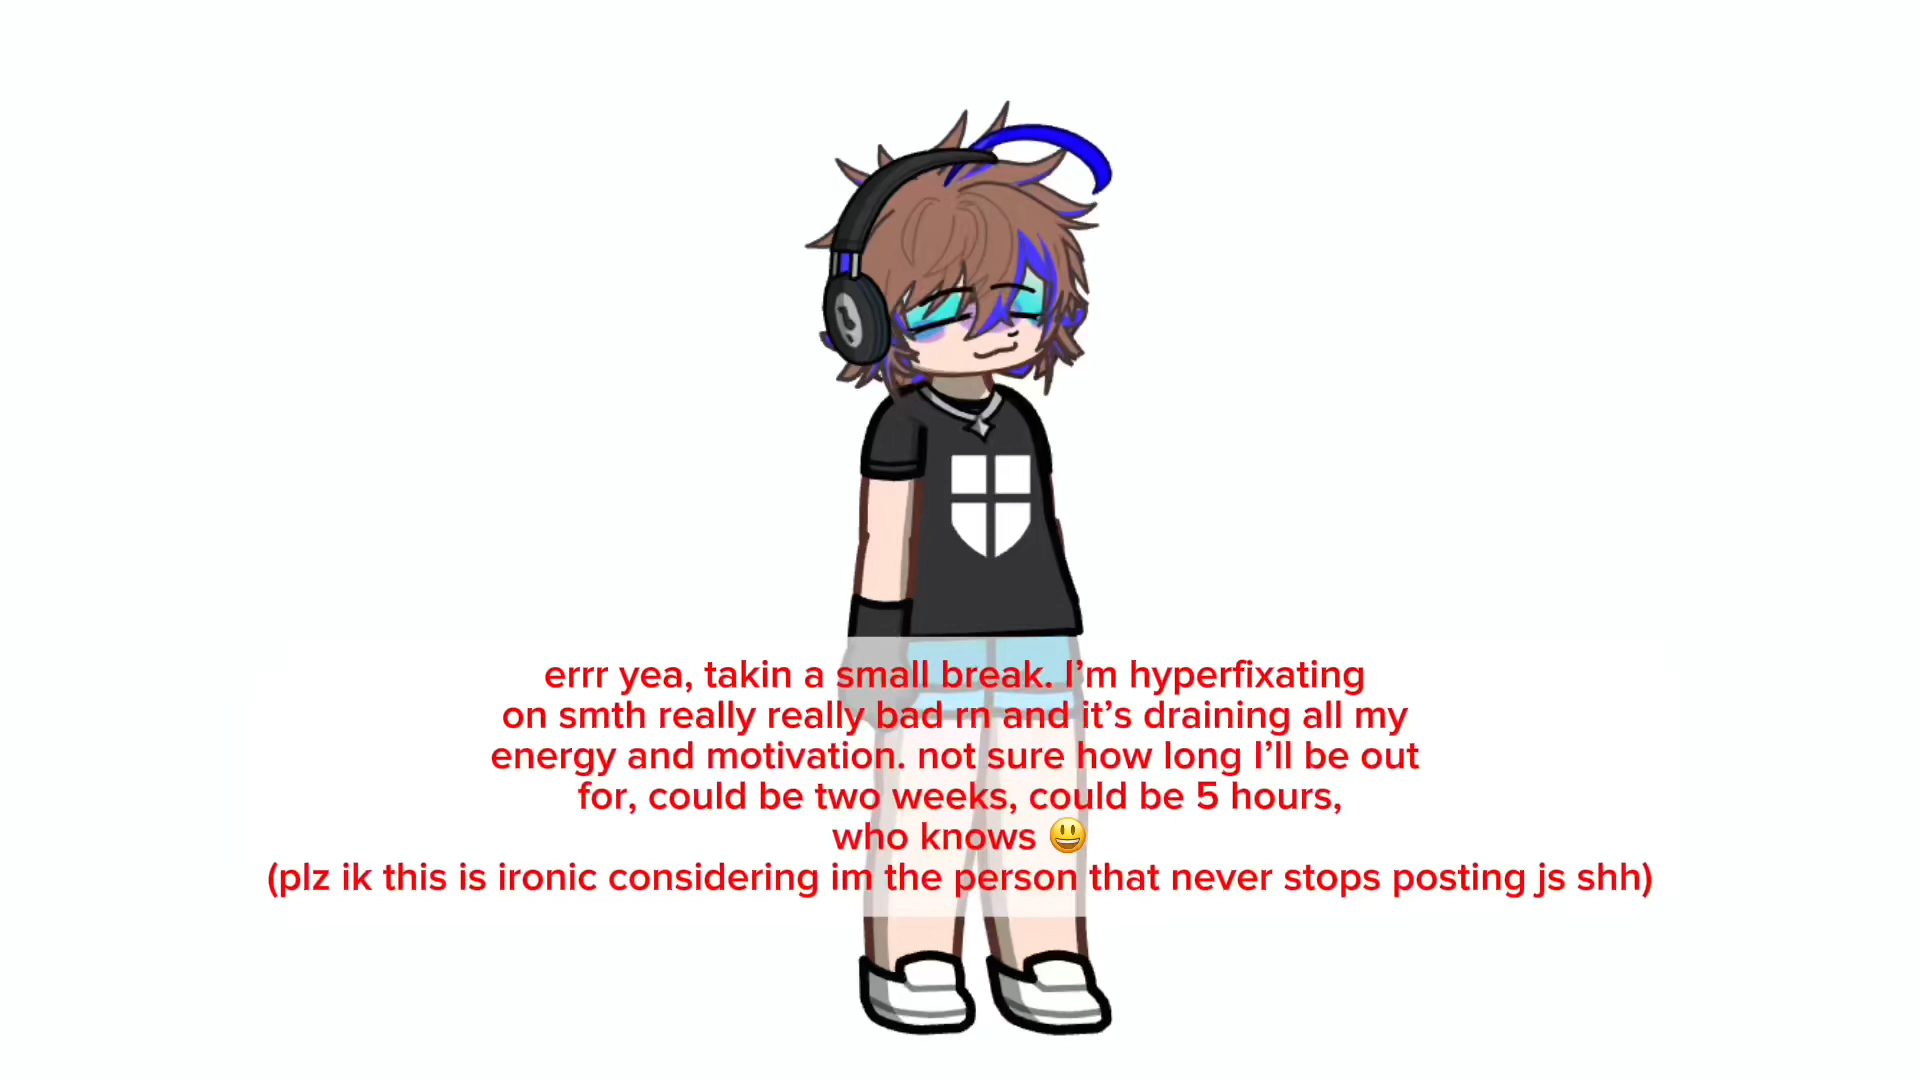 errr yea, takin a small break. I’m hyperfixating
on smth really really bad rn and it’s draining all my
energy and motivation. not sure how long I’ll be out
for, could be two weeks, could be 5 hours,
who knows 😃
(plz ik this is ironic considering im the person that never stops posting js shh)